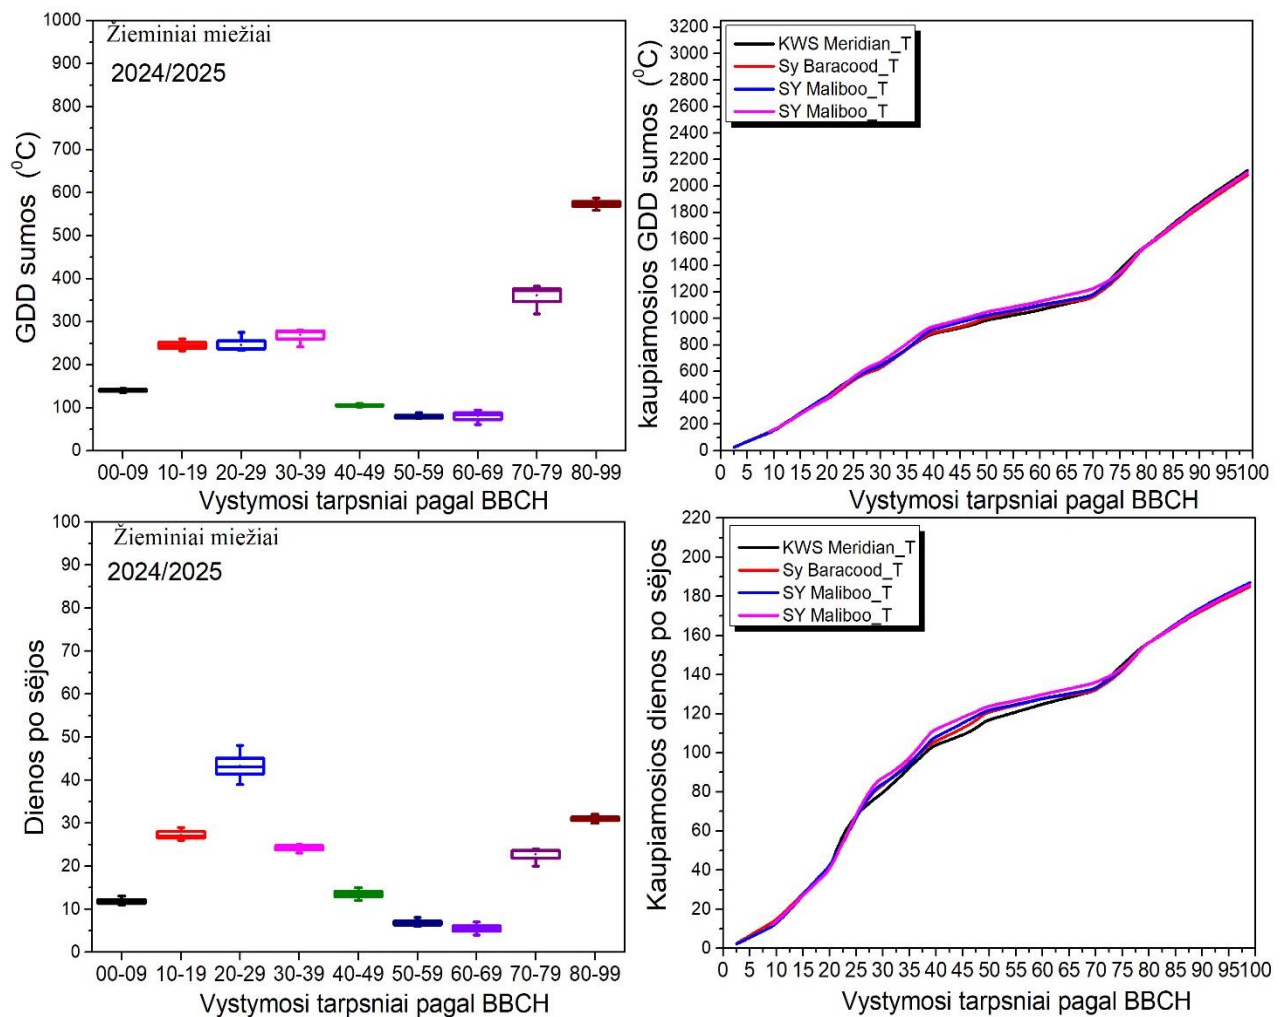 Žieminiai miežiai
2024/2025
GDD sumos (⁰C)
1000
900
800
700
600
500
400
300
200
100
0
00-09 10-19 20-29 30-39 40-49 50-59 60-69 70-79 80-99
Vystymosi tarpsniai pagal BBCH
KWS Meridian_T
Sy Baracood_T
SY Maliboo_T
SY Maliboo_T
kaupiamosios GDD sumos (⁰C)
3200
3000
2800
2600
2400
2200
2000
1800
1600
1400
1200
1000
800
600
400
200
0
0 5 10 15 20 25 30 35 40 45 50 55 60 65 70 75 80 85 90 95100
Vystymosi tarpsniai pagal BBCH
Žieminiai miežiai
2024/2025
Dienos po sëjos
100
90
80
70
60
50
40
30
20
10
0
00-09 10-19 20-29 30-39 40-49 50-59 60-69 70-79 80-99
Vystymosi tarpsniai pagal BBCH
KWS Meridian_T
Sy Baracood_T
SY Maliboo_T
SY Maliboo_T
Kaupiamosios dienos po sëjos
220
200
180
160
140
120
100
80
60
40
20
0
0 5 10 15 20 25 30 35 40 45 50 55 60 65 70 75 80 85 90 95100
Vystymosi tarpsniai pagal BBCH